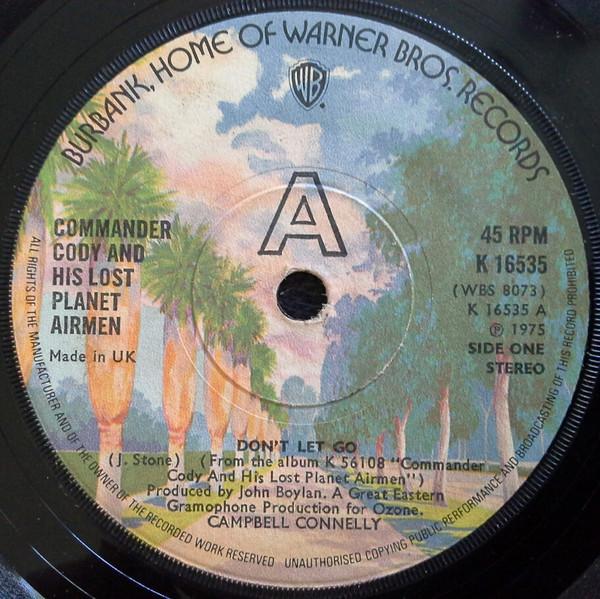 BURBANK, HOME OF WARNER BROS. RECORDS
WB
A
COMMANDER
CODY AND
HIS LOST
PLANET
AIRMEN
Made in UK
45 RPM
K 16535
(WBS 8073)
K 16535 A
℗ 1975
SIDE ONE
STEREO
DON'T LET GO
(J. Stone) (From the album K 56108 "Commander
Cody And His Lost Planet Airmen")
Produced by John Boylan. A Great Eastern
Gramophone Production for Ozone.
CAMPBELL CONNELLY
ALL RIGHTS OF THE MANUFACTURER AND OF THE OWNER OF THE RECORDED WORK RESERVED UNAUTHORISED COPYING PUBLIC PERFORMANCE AND BROADCASTING OF THIS RECORD PROHIBITED